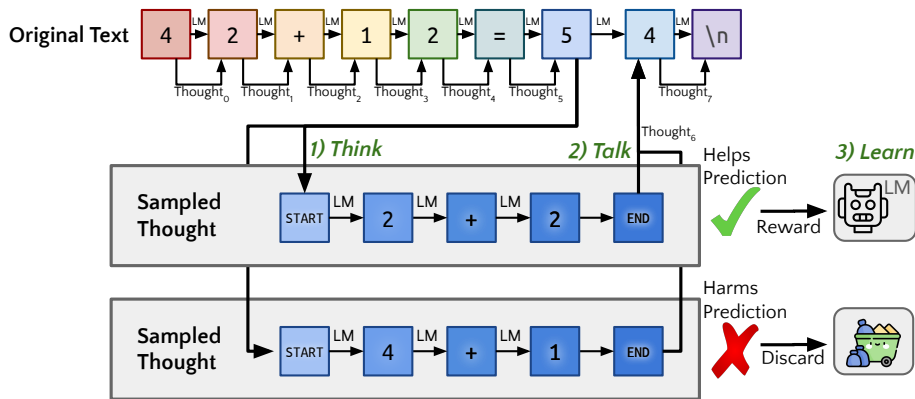 LM LM LM LM LM LM LM LM
Original Text 4 2 + 1 2 = 5 4 \n
Thought₀ Thought₁ Thought₂ Thought₃ Thought₄ Thought₅ Thought₇
Thought₆
1) Think 2) Talk Helps
Prediction
3) Learn
Sampled
Thought
START LM 2 LM + LM 2 END
Reward
LM
Harms
Prediction
Sampled
Thought
START LM 4 LM + LM 1 END
Discard